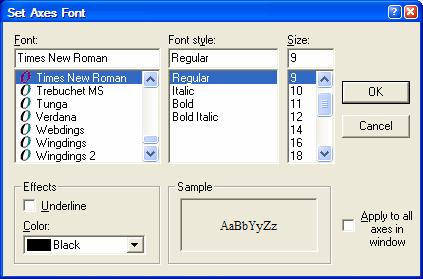 Set Axes Font
Font:
Times New Roman
Times New Roman
Trebuchet MS
Tunga
Verdana
Webdings
Wingdings
Wingdings 2
Font style:
Regular
Regular
Italic
Bold
Bold Italic
Size:
9
9
10
11
12
14
16
18
OK
Cancel
Effects
Underline
Color:
Black
Sample
AaBbYyZz
Apply to all
axes in
window